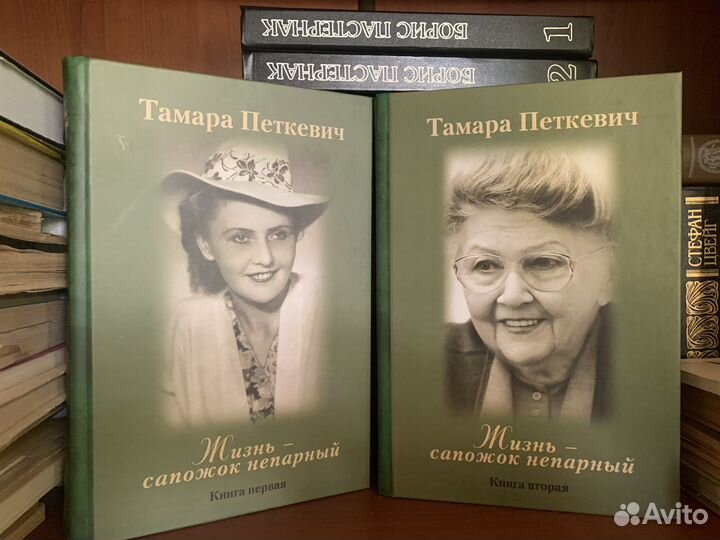 БОРИС ПАСТЕРНАК 1
БОРИС ПАСТЕРНАК 2
Тамара Петкевич
Жизнь –
сапожок непарный
Книга первая
Тамара Петкевич
Жизнь –
сапожок непарный
Книга вторая
СТЕФАН
ЦВЕЙГ
Avito